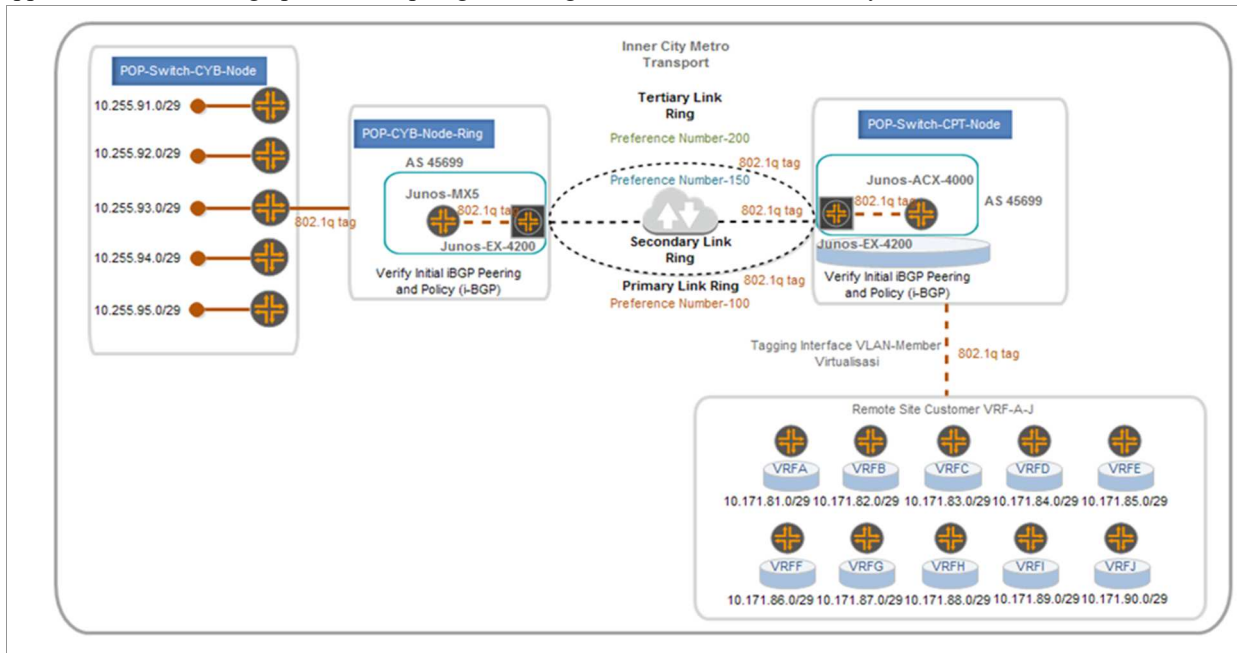 Inner City Metro
Transport
POP-Switch-CYB-Node
10.255.91.0/29
10.255.92.0/29
10.255.93.0/29
10.255.94.0/29
10.255.95.0/29
802.1q tag
POP-CYB-Node-Ring
AS 45699
Junos-MX5
802.1q tag
Junos-EX-4200
Verify Initial iBGP Peering
and Policy (i-BGP)
Tertiary Link
Ring
Preference Number-200
802.1q tag
Preference Number-150
802.1q tag
Secondary Link
Ring
Primary Link Ring
802.1q tag
Preference Number-100
POP-Switch-CPT-Node
Junos-ACX-4000
802.1q tag
AS 45699
Junos-EX-4200
Verify Initial iBGP Peering
and Policy (i-BGP)
Tagging Interface VLAN-Member
Virtualisasi
802.1q tag
Remote Site Customer VRF-A-J
VRFA VRFB VRFC VRFD VRFE
10.171.81.0/29 10.171.82.0/29 10.171.83.0/29 10.171.84.0/29 10.171.85.0/29
VRFF VRFG VRFH VRFI VRFJ
10.171.86.0/29 10.171.87.0/29 10.171.88.0/29 10.171.89.0/29 10.171.90.0/29